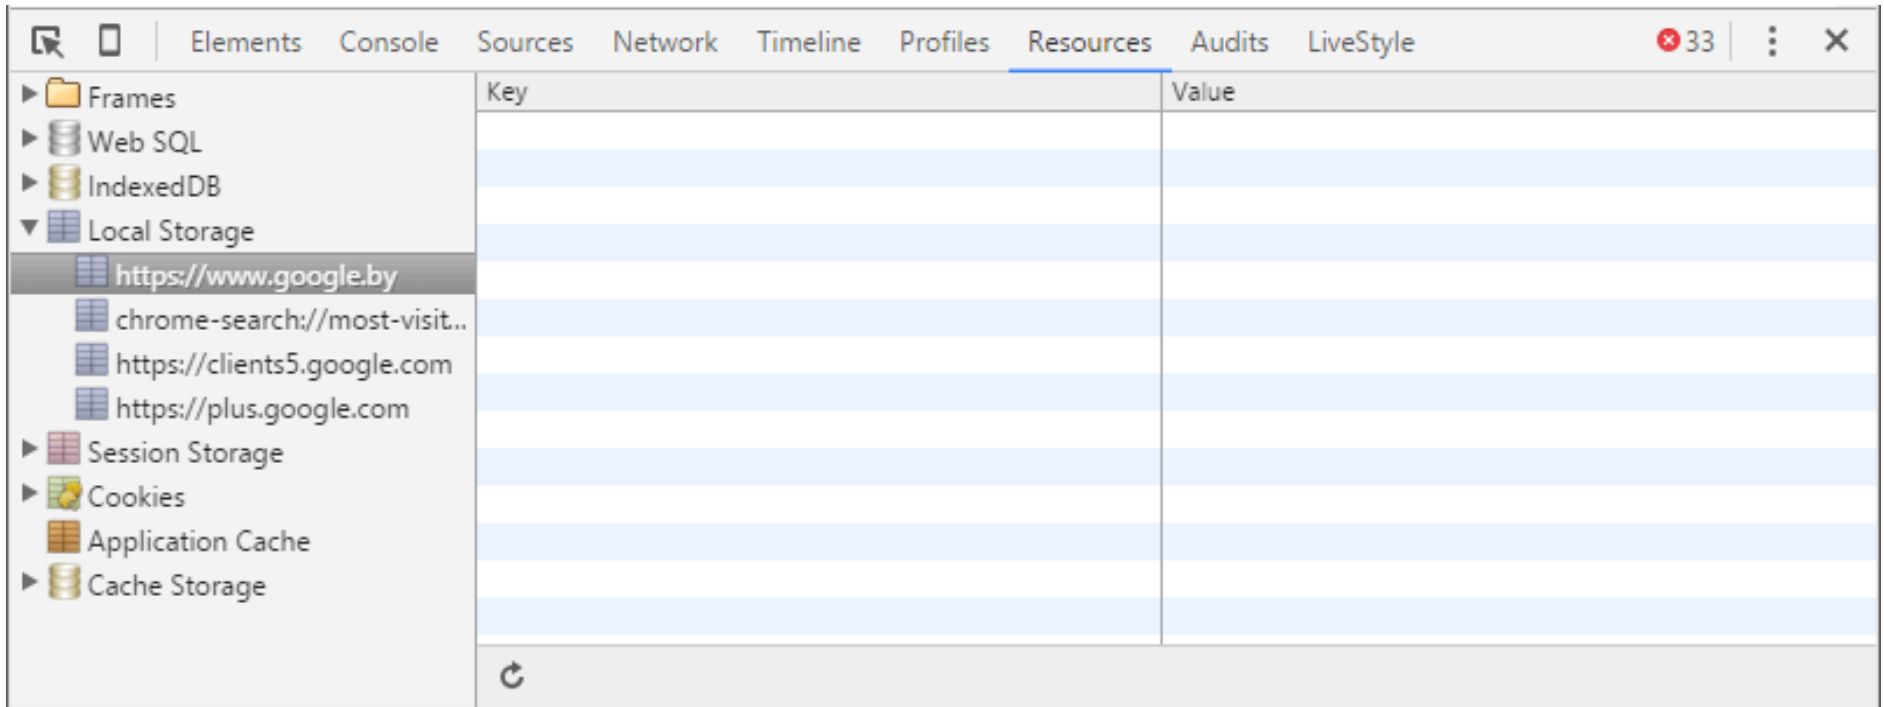 Elements Console Sources Network Timeline Profiles Resources Audits LiveStyle 33
Key Value
Frames
Web SQL
IndexedDB
Local Storage
https://www.google.by
chrome-search://most-visit...
https://clients5.google.com
https://plus.google.com
Session Storage
Cookies
Application Cache
Cache Storage